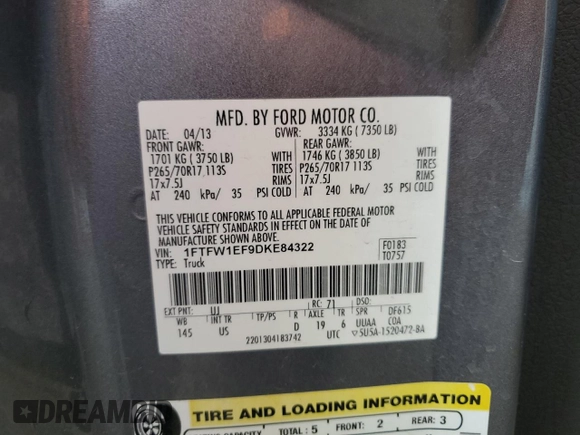 MFD. BY FORD MOTOR CO.
DATE: 04/13 GVWR: 3334 KG ( 7350 LB)
FRONT GAWR: REAR GAWR:
1701 KG ( 3750 LB) WITH 1746 KG ( 3850 LB) WITH
P265/70R17 113S TIRES P265/70R17 113S TIRES
17x7.5J RIMS 17x7.5J RIMS
AT 240 kPa/ 35 PSI COLD AT 240 kPa/ 35 PSI COLD
THIS VEHICLE CONFORMS TO ALL APPLICABLE FEDERAL MOTOR
VEHICLE SAFETY STANDARDS IN EFFECT ON THE DATE OF
MANUFACTURE SHOWN ABOVE.
VIN: 1FTFW1EF9DKE84322 F0183
TYPE: Truck T0757
EXT PNT: UJ RC: 71 DSO:
WB INT TR TP/PS R AXLE TR SPR DF615
145 US D 19 6 UUAA COA
2201304183742 UTC 5U5A-1520472-BA
TIRE AND LOADING INFORMATION
CAPACITY TOTAL: 5 FRONT: 2 REAR: 3